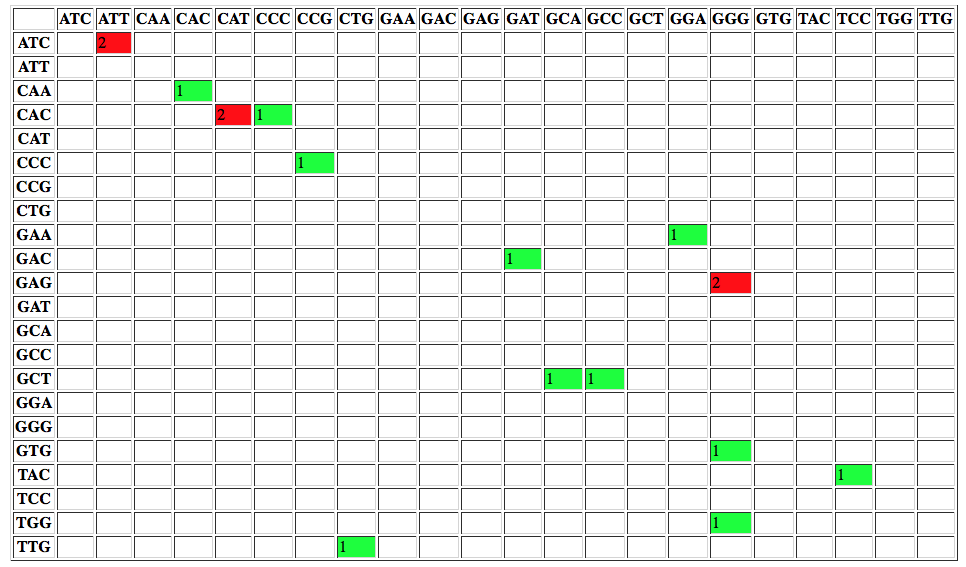 ATC ATT CAA CAC CAT CCC CCG CTG GAA GAC GAG GAT GCA GCC GCT GGA GGG GTG TAC TCC TGG TTG
ATC 2
ATT
CAA 1
CAC 2 1
CAT
CCC 1
CCG
CTG
GAA 1
GAC 1
GAG 2
GAT
GCA
GCC
GCT 1 1
GGA
GGG
GTG 1
TAC 1
TCC
TGG 1
TTG 1